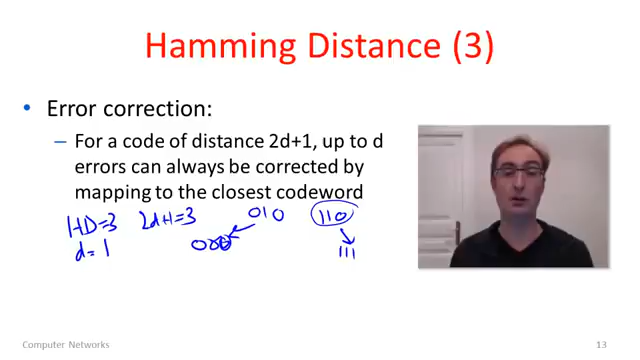 Hamming Distance (3)
• Error correction:
– For a code of distance 2d+1, up to d
errors can always be corrected by
mapping to the closest codeword
HD=3 2d+1=3 010 110
d=1 000 111
Computer Networks 13